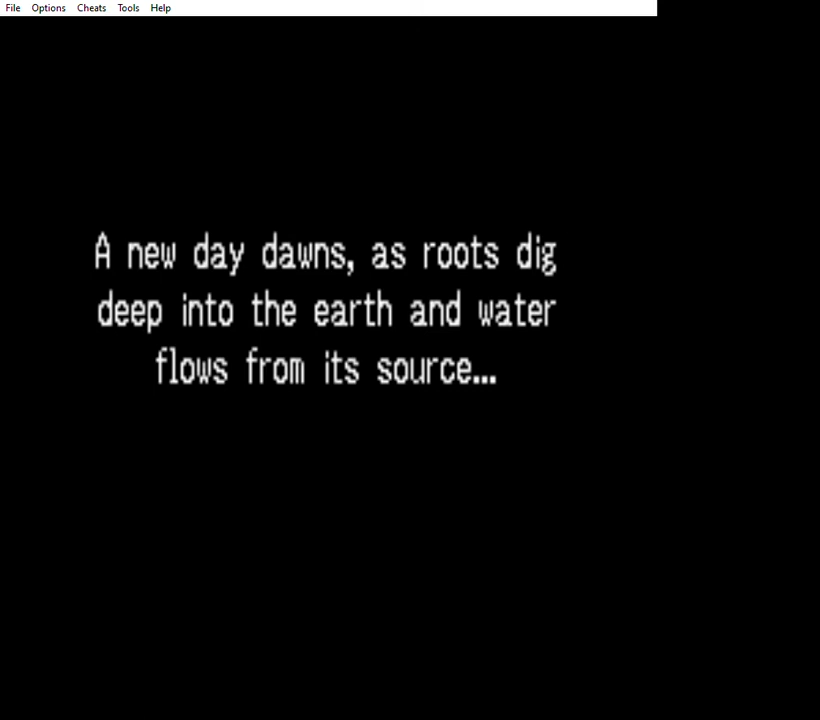 File Options Cheats Tools Help
A new day dawns, as roots dig
deep into the earth and water
flows from its source...